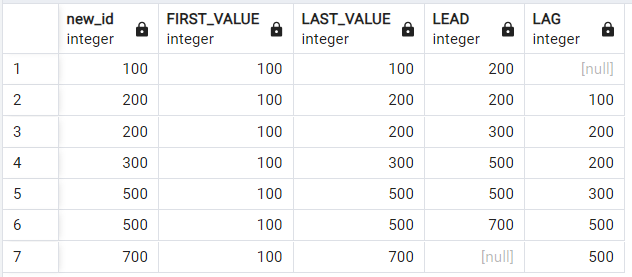 new_id FIRST_VALUE LAST_VALUE LEAD LAG
integer integer integer integer integer
1 100 100 100 200 [null]
2 200 100 200 200 100
3 200 100 200 300 200
4 300 100 300 500 200
5 500 100 500 500 300
6 500 100 500 700 500
7 700 100 700 [null] 500